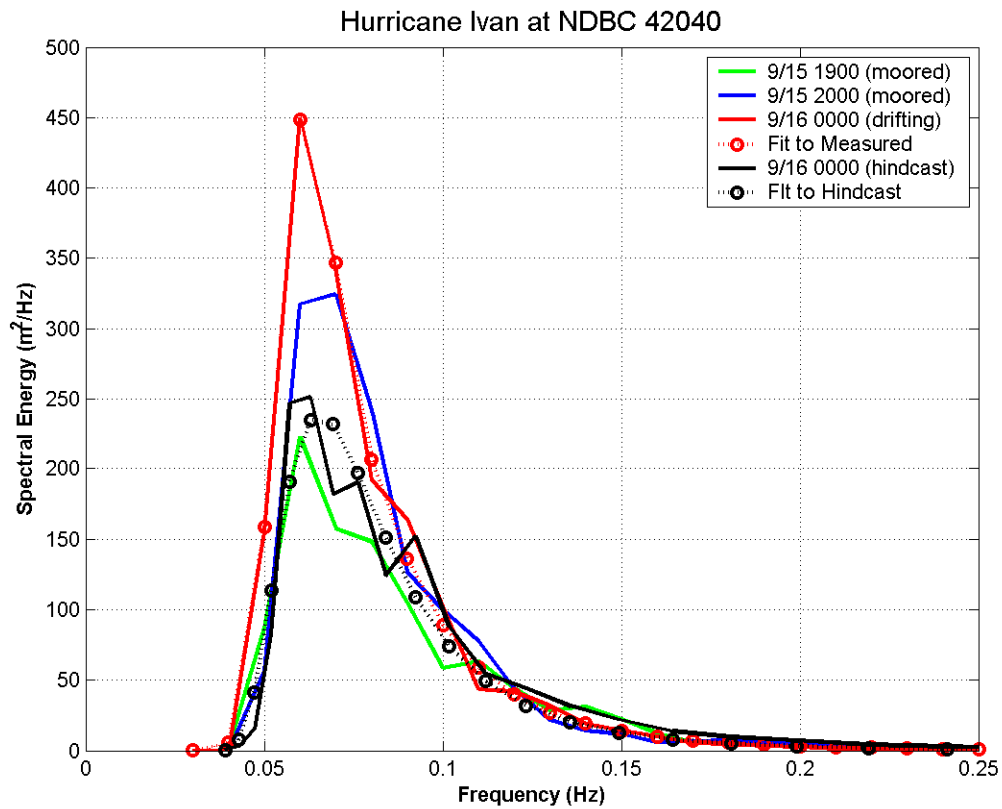 Hurricane Ivan at NDBC 42040
500
450
400
350
300
250
200
150
100
50
0
Spectral Energy (m²/Hz)
9/15 1900 (moored)
9/15 2000 (moored)
9/16 0000 (drifting)
Fit to Measured
9/16 0000 (hindcast)
FIt to Hindcast
0
0.05
0.1
0.15
0.2
0.25
Frequency (Hz)